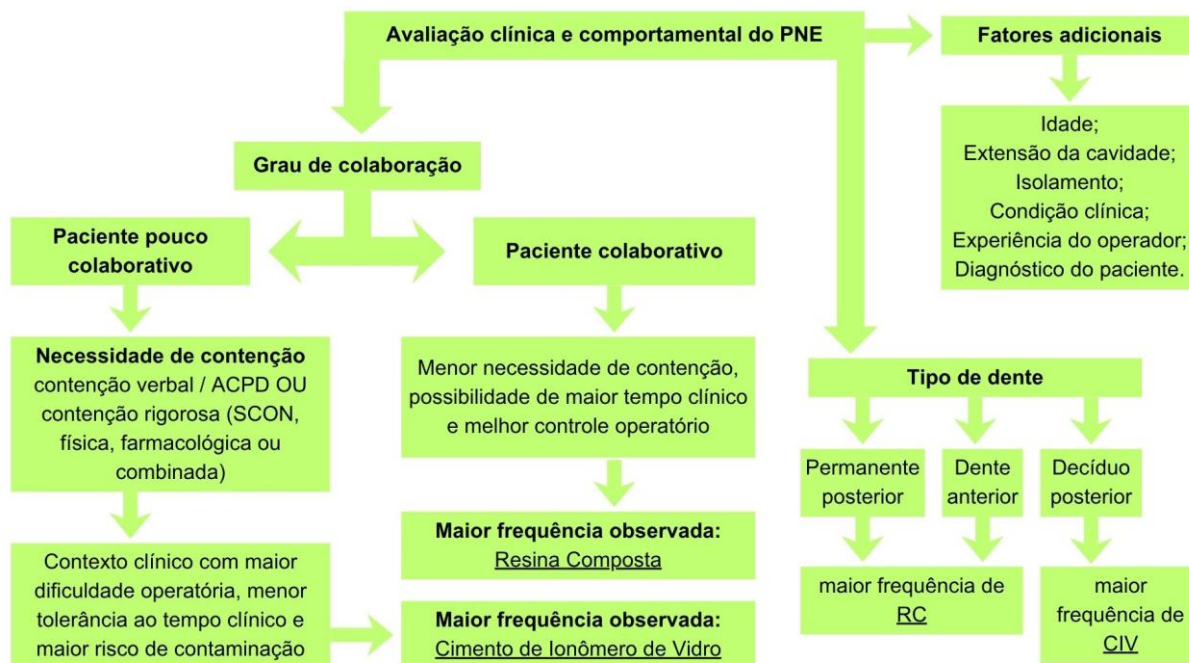 Avaliação clínica e comportamental do PNE
Fatores adicionais
Idade;
Extensão da cavidade;
Isolamento;
Condição clínica;
Experiência do operador;
Diagnóstico do paciente.
Grau de colaboração
Paciente pouco
colaborativo
Paciente colaborativo
Necessidade de contenção
contenção verbal / ACPD OU
contenção rigorosa (SCON,
física, farmacológica ou
combinada)
Menor necessidade de contenção,
possibilidade de maior tempo clínico
e melhor controle operatório
Contexto clínico com maior
dificuldade operatória, menor
tolerância ao tempo clínico e
maior risco de contaminação
Maior frequência observada:
Resina Composta
Maior frequência observada:
Cimento de Ionômero de Vidro
Tipo de dente
Permanente
posterior
Dente
anterior
Decíduo
posterior
maior frequência de
RC
maior
frequência de
CIV